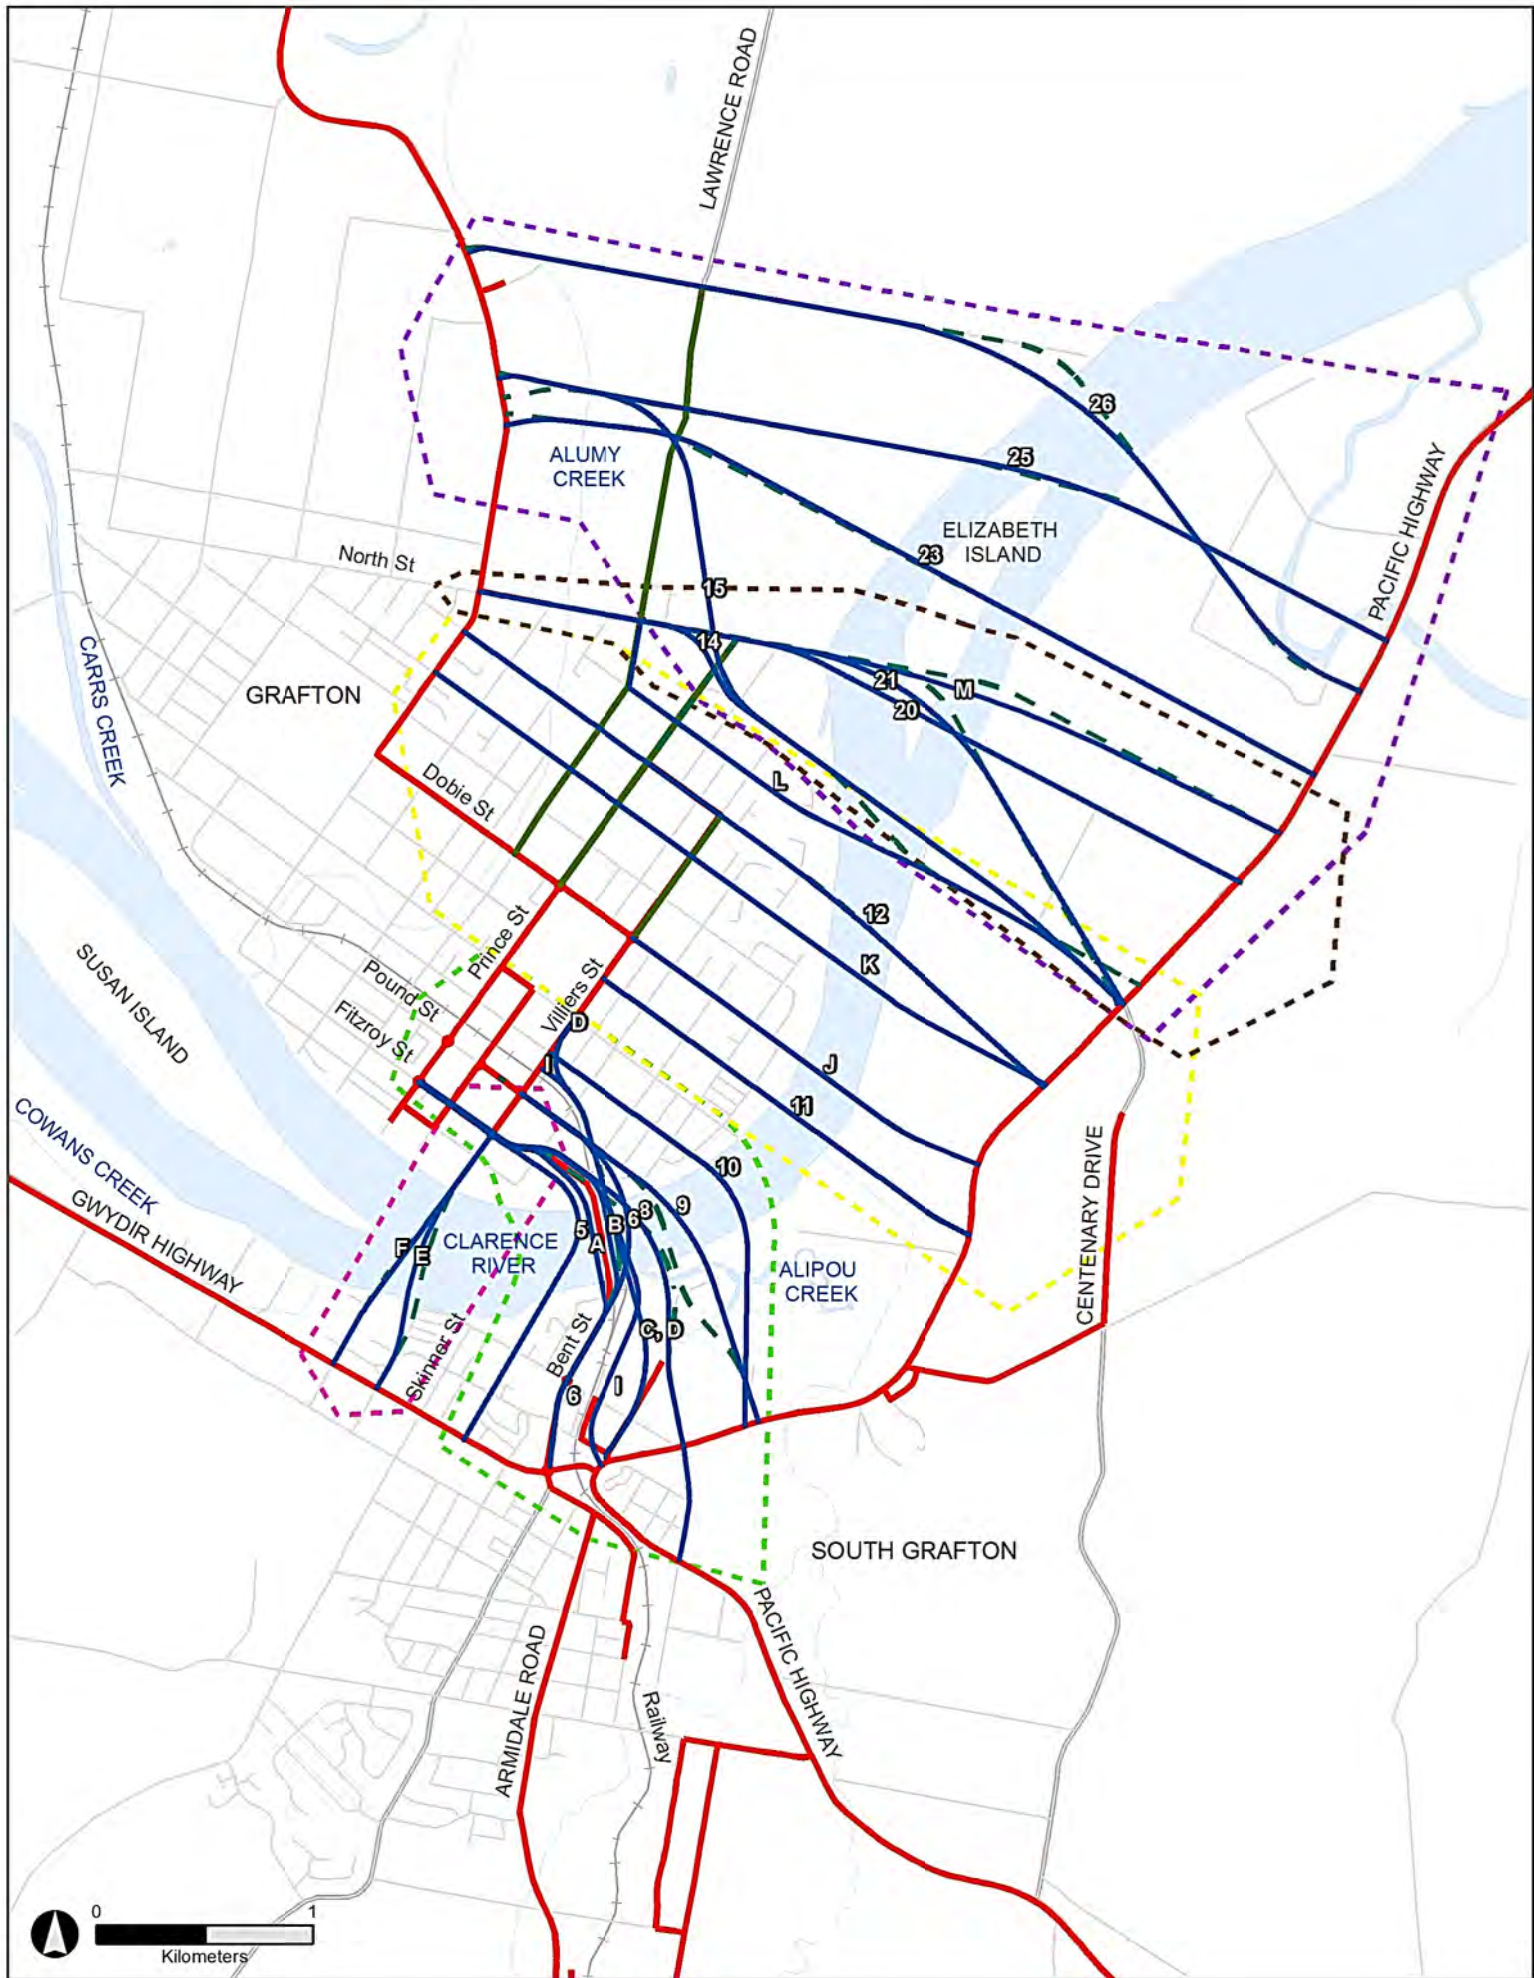 LAWRENCE ROAD
26
25
PACIFIC HIGHWAY
ALUMY
CREEK
ELIZABETH
ISLAND
23
North St
15
14
21
M
20
CARRS CREEK
GRAFTON
Dobie St
L
12
K
Prince St
Pound St
Fitzroy St
Villiers St
D
I
SUSAN ISLAND
J
11
COWANS CREEK
GWYDIR HIGHWAY
10
9
8
6
B
5
A
F
E
CLARENCE
RIVER
ALIPOU
CREEK
CENTENARY DRIVE
Skinner St
Bent St
C, D
I
6
SOUTH GRAFTON
PACIFIC HIGHWAY
ARMIDALE ROAD
Railway
0 1
Kilometers